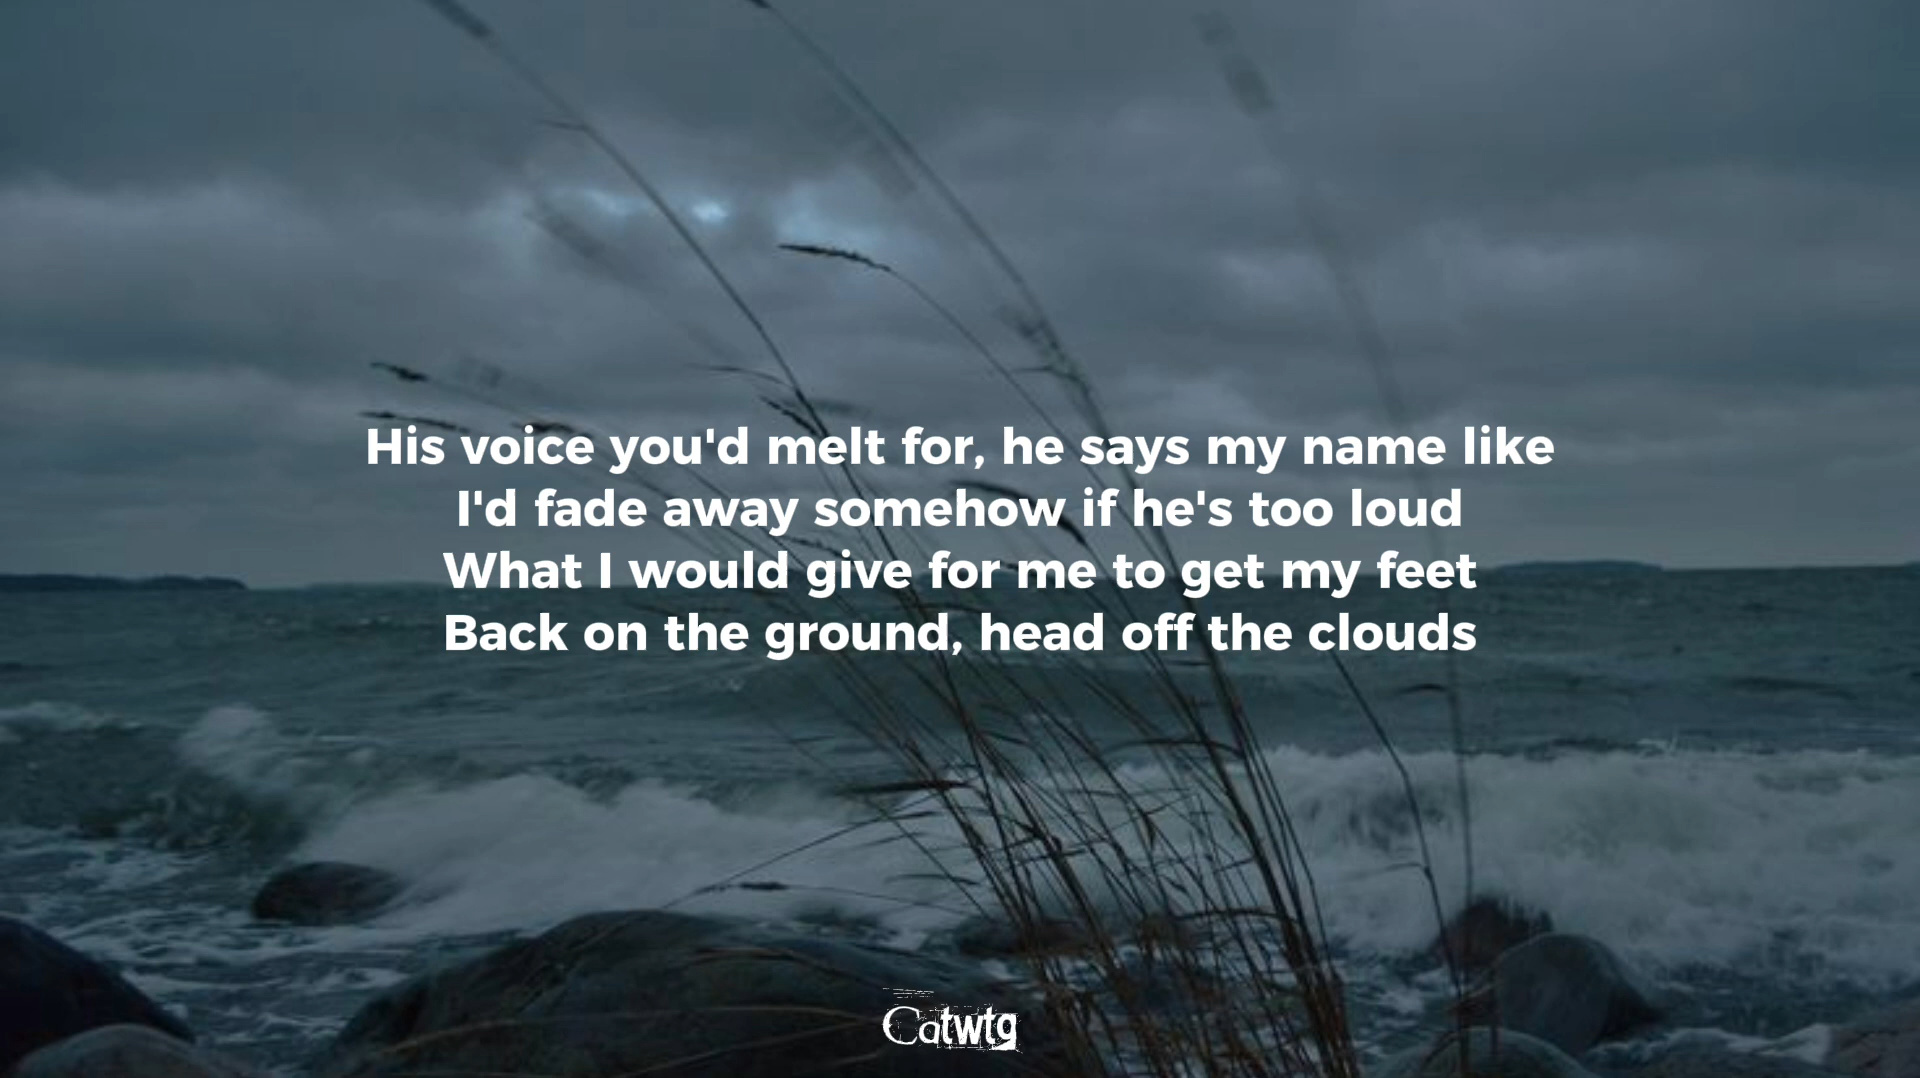 His voice you'd melt for, he says my name like
I'd fade away somehow if he's too loud
What I would give for me to get my feet
Back on the ground, head off the clouds
Catwtg